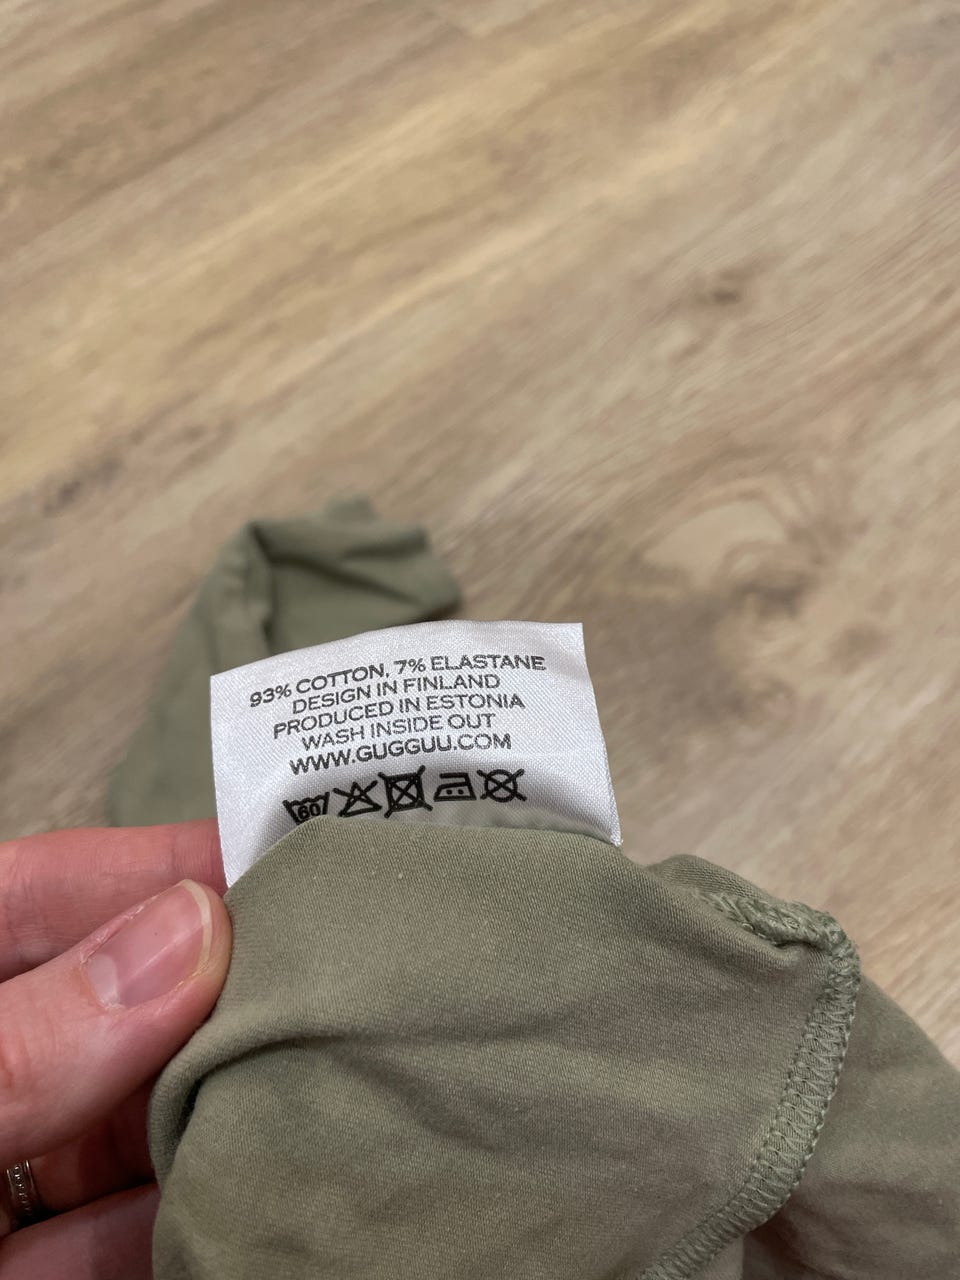 93% COTTON, 7% ELASTANE
DESIGN IN FINLAND
PRODUCED IN ESTONIA
WASH INSIDE OUT
WWW.GUGGUU.COM
60